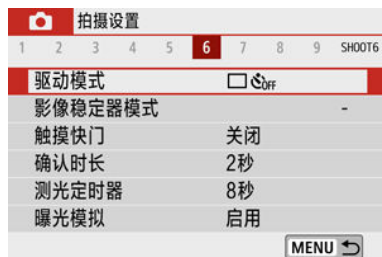 拍摄设置
1 2 3 4 5 6 7 8 9 SHOOT6
驱动模式 OFF
影像稳定器模式 -
触摸快门 关闭
确认时长 2秒
测光定时器 8秒
曝光模拟 启用
MENU